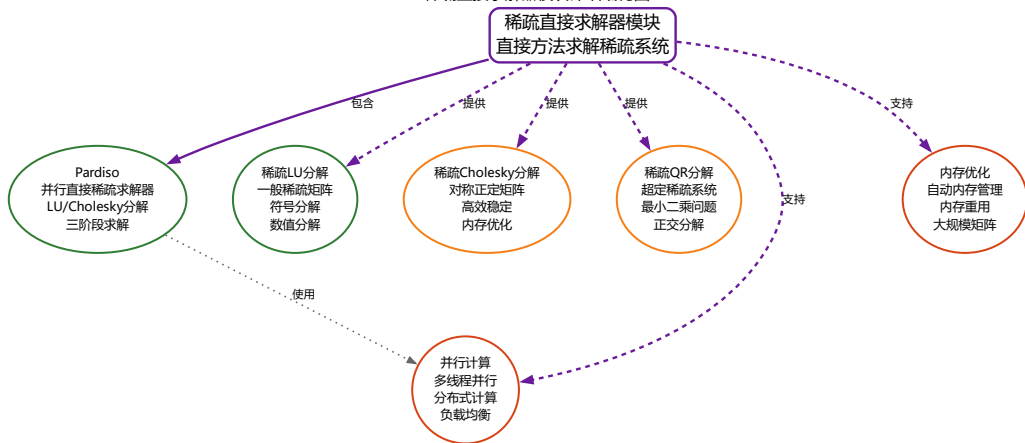 稀疏直接求解器模块
直接方法求解稀疏系统
包含
提供
提供
提供
支持
支持
Pardiso
并行直接稀疏求解器
LU/Cholesky分解
三阶段求解
稀疏LU分解
一般稀疏矩阵
符号分解
数值分解
稀疏Cholesky分解
对称正定矩阵
高效稳定
内存优化
稀疏QR分解
超定稀疏系统
最小二乘问题
正交分解
内存优化
自动内存管理
内存重用
大规模矩阵
使用
并行计算
多线程并行
分布式计算
负载均衡